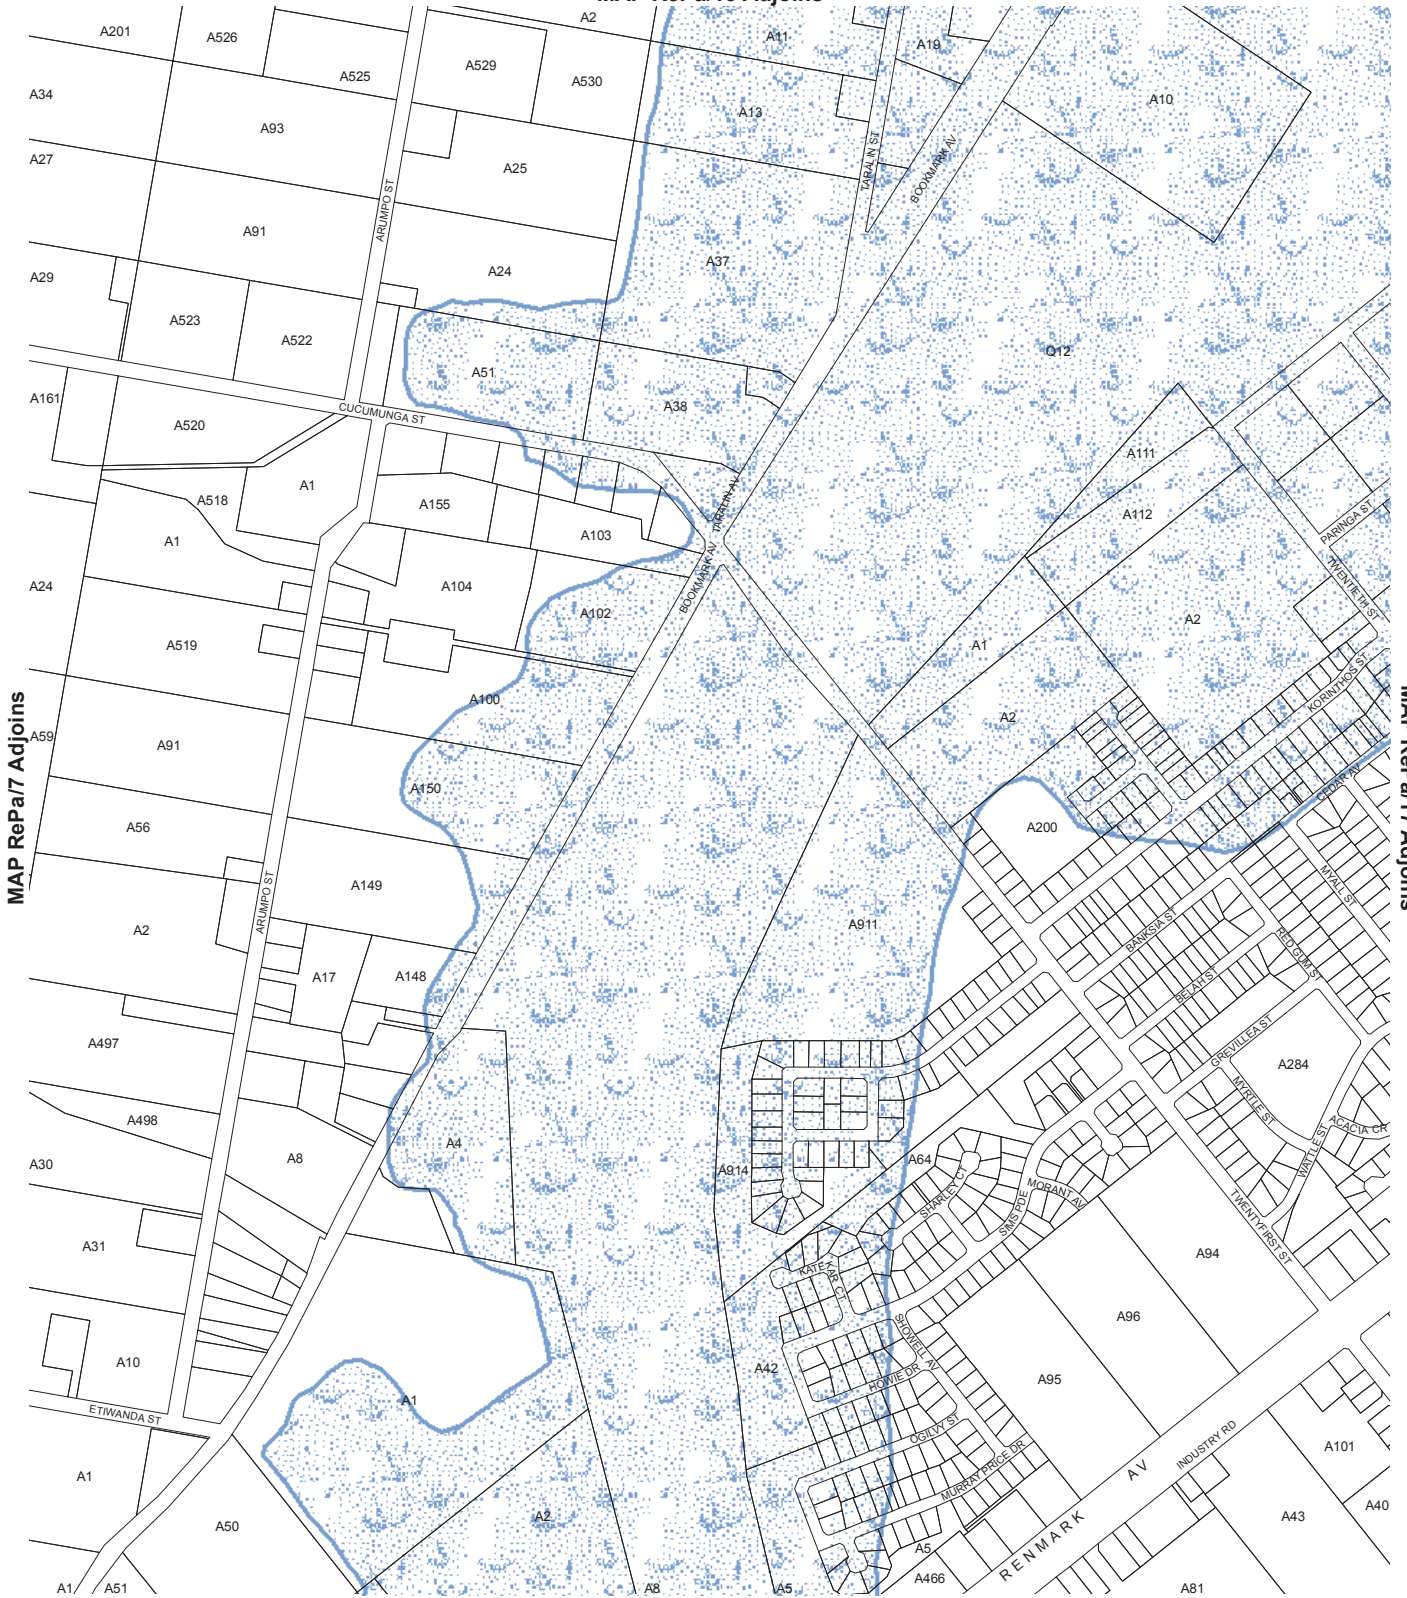 A2
A201
A526
A525
A529
A530
A11
A19
A34
A93
A13
A10
A27
A25
TARALIN ST
BOOKMARK AV
ARUMPO ST
A91
A24
A37
A29
A523
A522
Q12
A51
A161
CUCUMUNGA ST
A38
A520
A111
A518
A1
A155
A112
PARINGA ST
TARALIN AV
A1
A103
TWENTIETH ST
A24
A104
BOOKMARK AV
A102
A2
A519
A1
KORINTHOS ST
A100
A2
A59
A91
MAP RePa/7 Adjoins
A150
CEDAR AV
A56
A200
MYALL ST
A149
ARUMPO ST
A2
A911
BANKSIA ST
RED GUM ST
A17
A148
BELAH ST
A497
GREVILLEA ST
A284
MYRTLE ST
A498
ACACIA CR
A4
WATTLE ST
A30
A8
A914
A64
SHARLEY CT
MORANT AV
SIMS PDE
TWENTYFIRST ST
A31
A94
KATE
KAR CT
A96
SHOWELL AV
A10
A42
HOWIE DR
A95
A1
ETIWANDA ST
OGILVY ST
INDUSTRY RD
A101
A1
MURRAY PRICE DR
RENMARK AV
A50
A2
A43
A40
A5
A466
A1
A51
A8
A5
A81